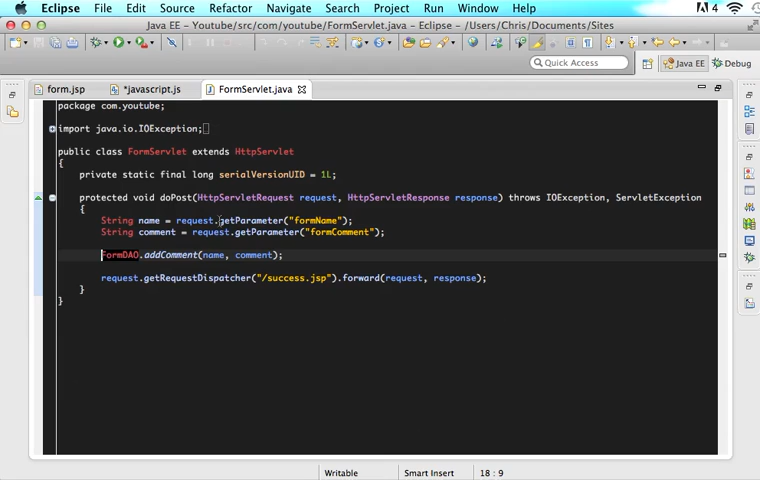 Eclipse File Edit Source Refactor Navigate Search Project Run Window Help 4
Java EE - Youtube/src/com/youtube/FormServlet.java - Eclipse - /Users/Chris/Documents/Sites
Quick Access
Java EE
Debug
form.jsp
*javascript.js
FormServlet.java
package com.youtube;
import java.io.IOException;
public class FormServlet extends HttpServlet
{
private static final long serialVersionUID = 1L;
protected void doPost(HttpServletRequest request, HttpServletResponse response) throws IOException, ServletException
{
String name = request.getParameter("formName");
String comment = request.getParameter("formComment");
FormDAO.addComment(name, comment);
request.getRequestDispatcher("/success.jsp").forward(request, response);
}
}
Writable
Smart Insert
18 : 9